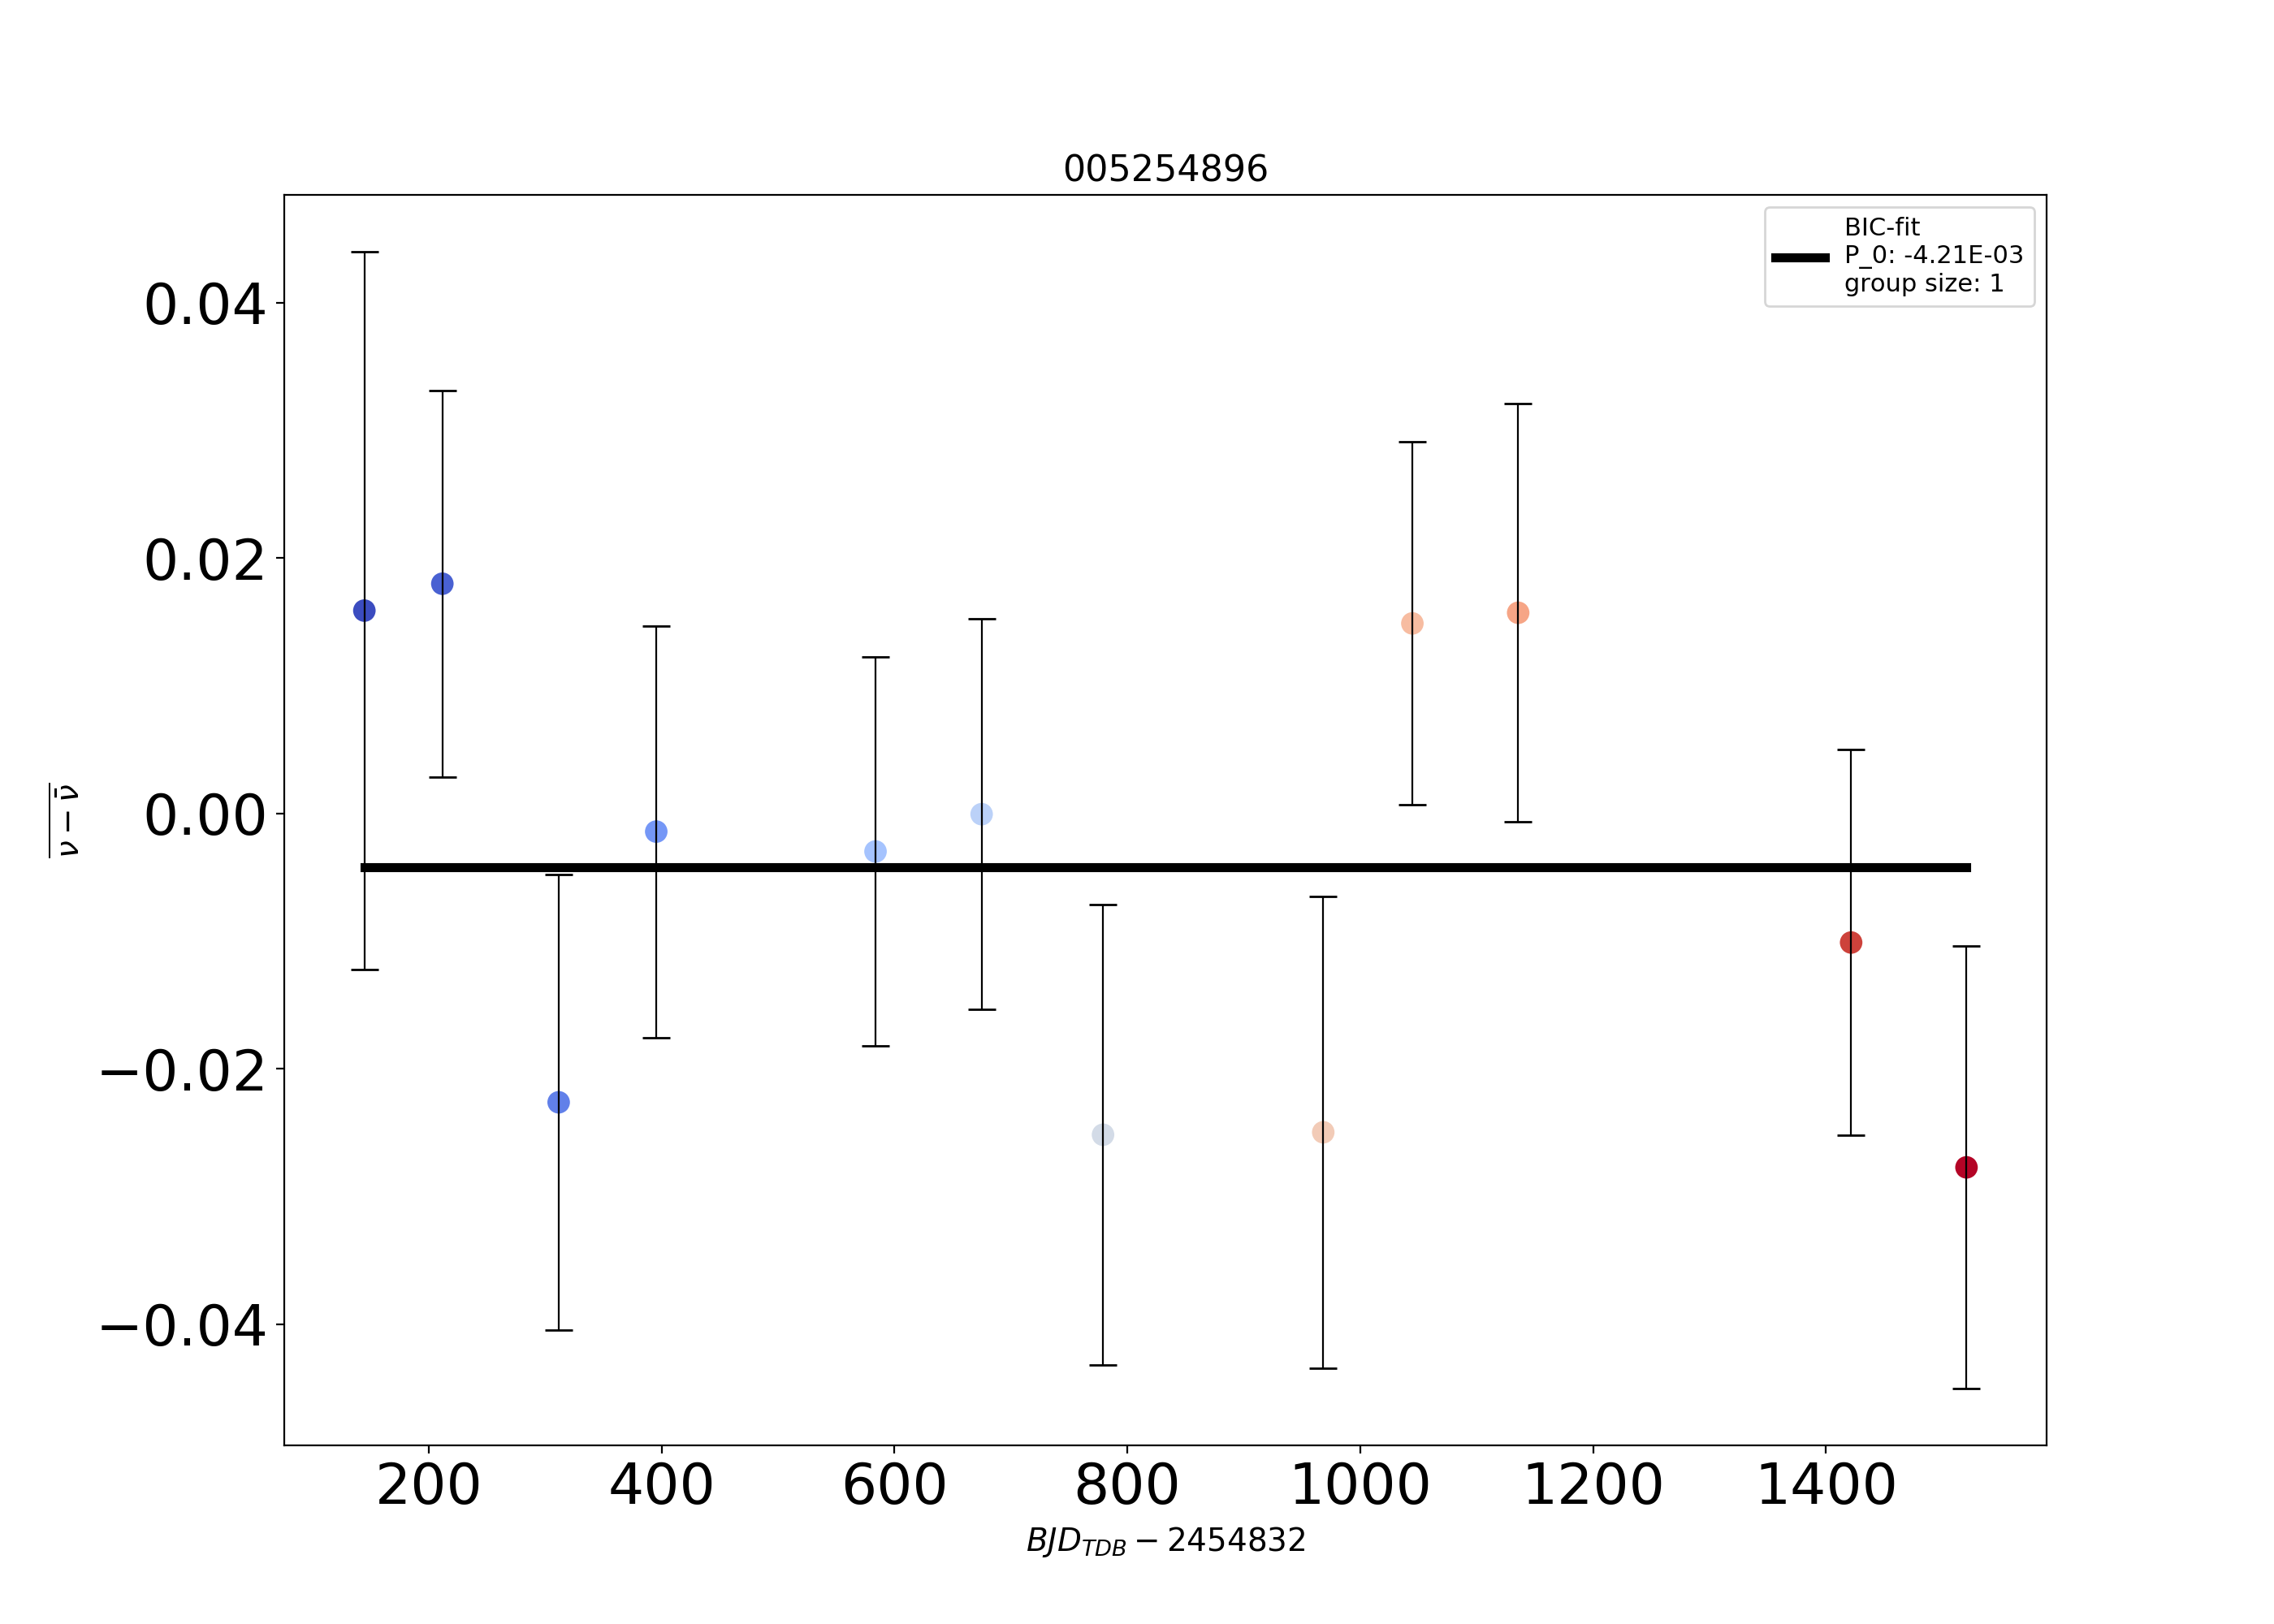 005254896
BIC-fit
P_0: -4.21E-03
group size: 1
0.04
0.02
0.00
−0.02
−0.04
ν − ν̄
200 400 600 800 1000 1200 1400
BJD_TDB − 2454832